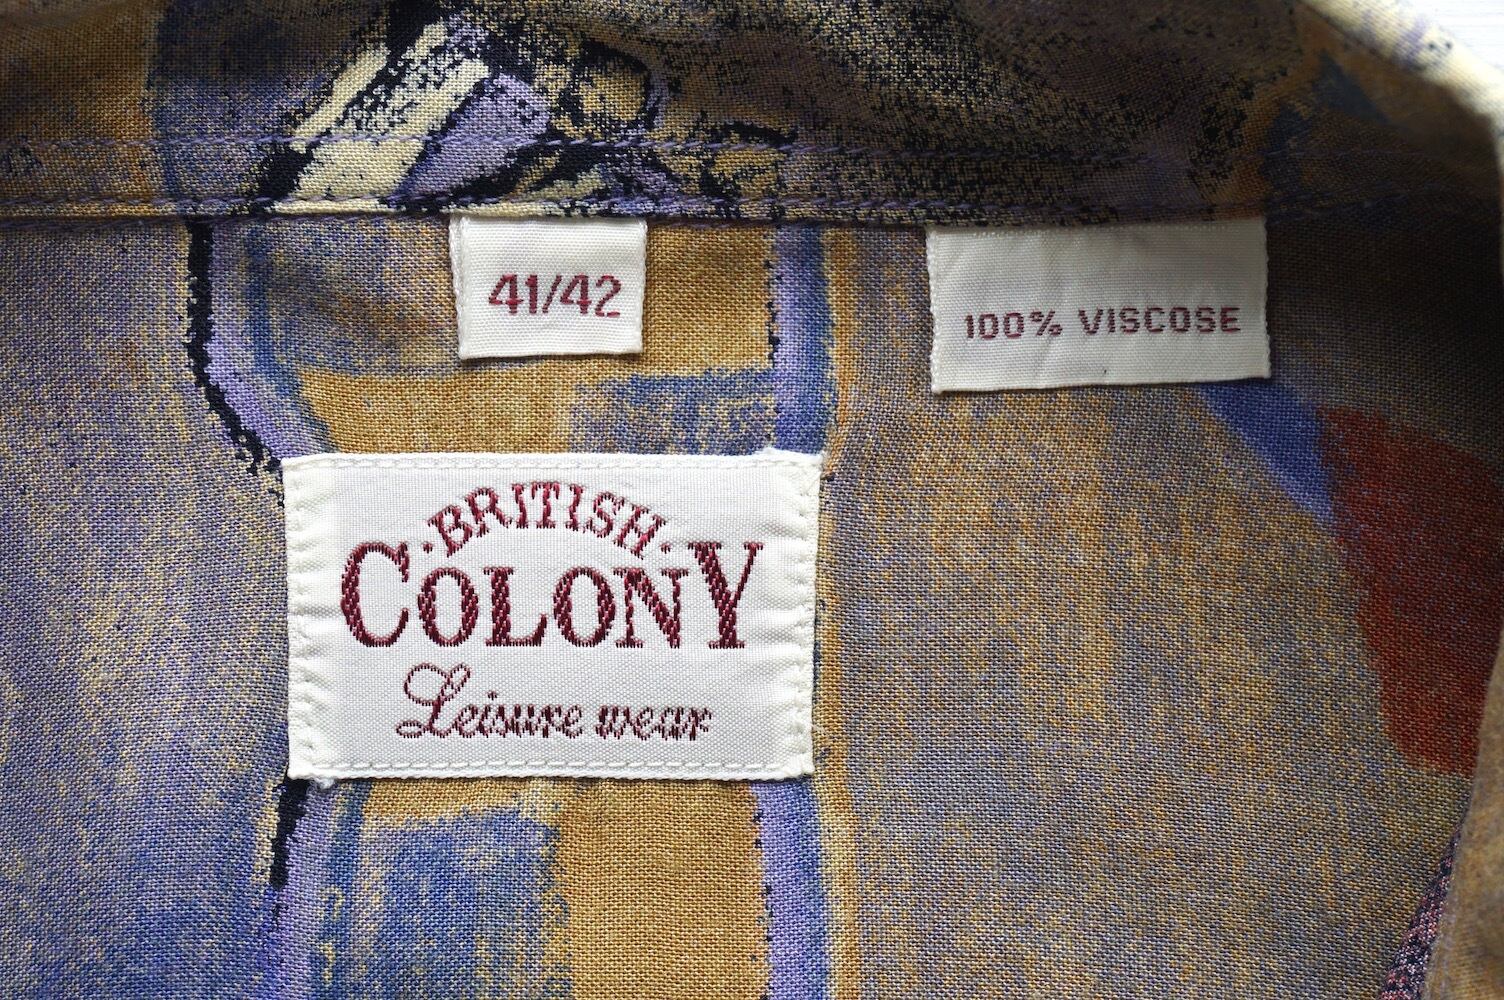 41/42
100% VISCOSE
·BRITISH·
COLONY
Leisure wear